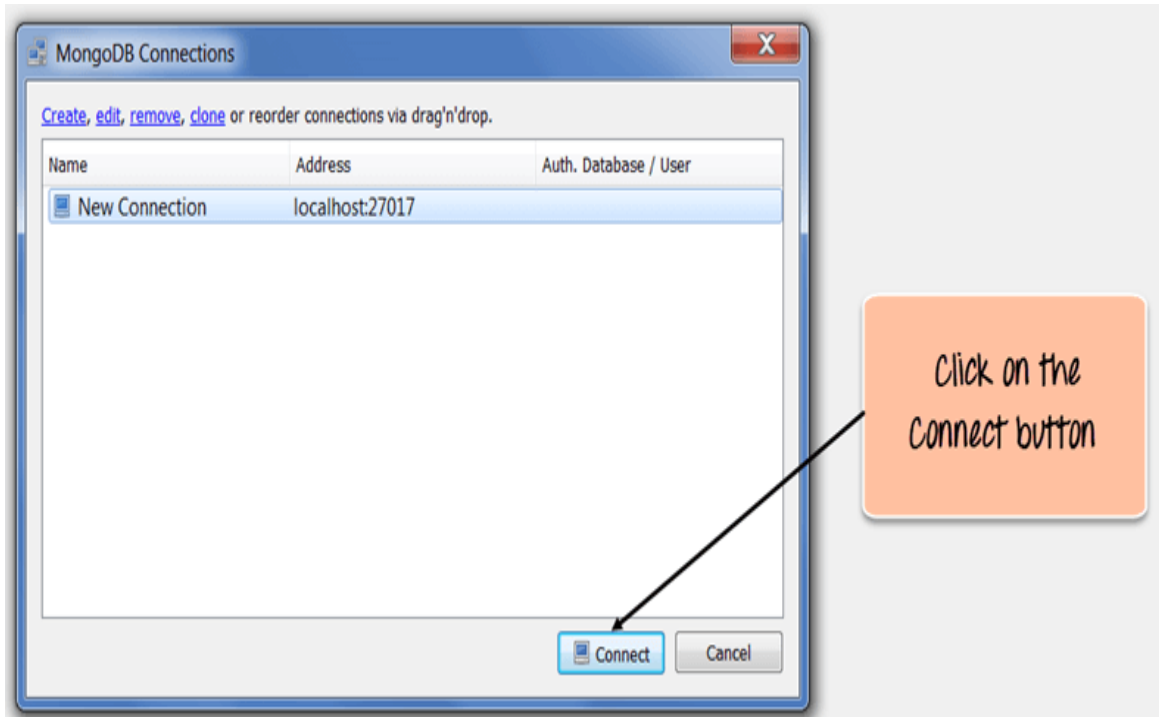 MongoDB Connections
X
Create, edit, remove, clone or reorder connections via drag'n'drop.
Name Address Auth. Database / User
New Connection localhost:27017
Click on the
Connect button
Connect Cancel